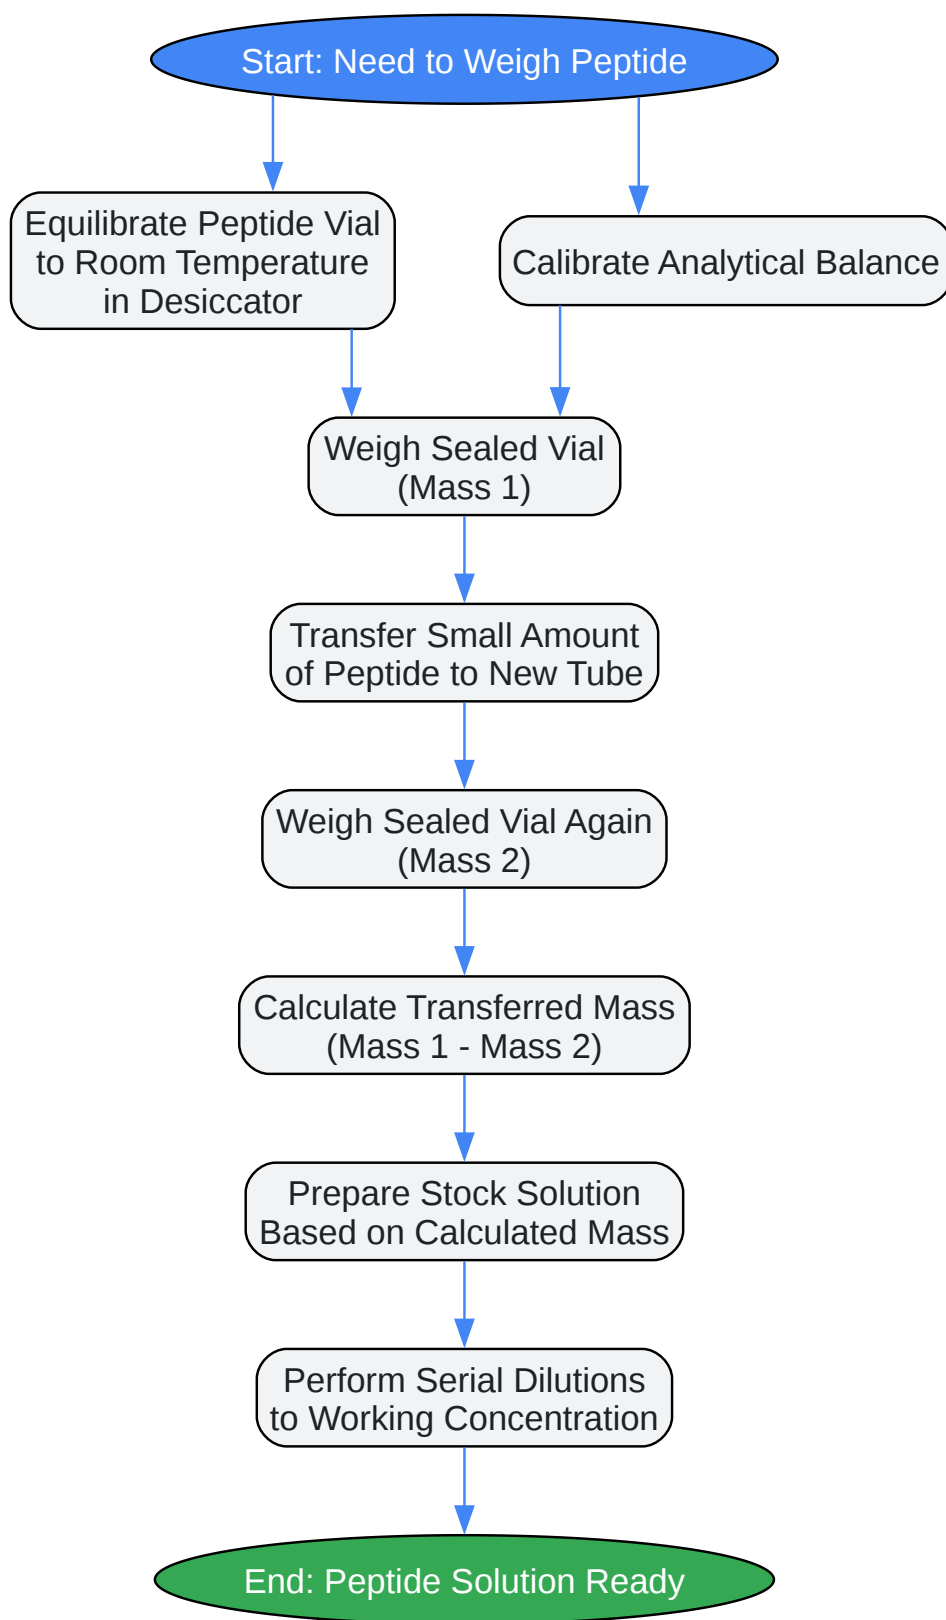 Start: Need to Weigh Peptide
Equilibrate Peptide Vial
to Room Temperature
in Desiccator
Calibrate Analytical Balance
Weigh Sealed Vial
(Mass 1)
Transfer Small Amount
of Peptide to New Tube
Weigh Sealed Vial Again
(Mass 2)
Calculate Transferred Mass
(Mass 1 - Mass 2)
Prepare Stock Solution
Based on Calculated Mass
Perform Serial Dilutions
to Working Concentration
End: Peptide Solution Ready